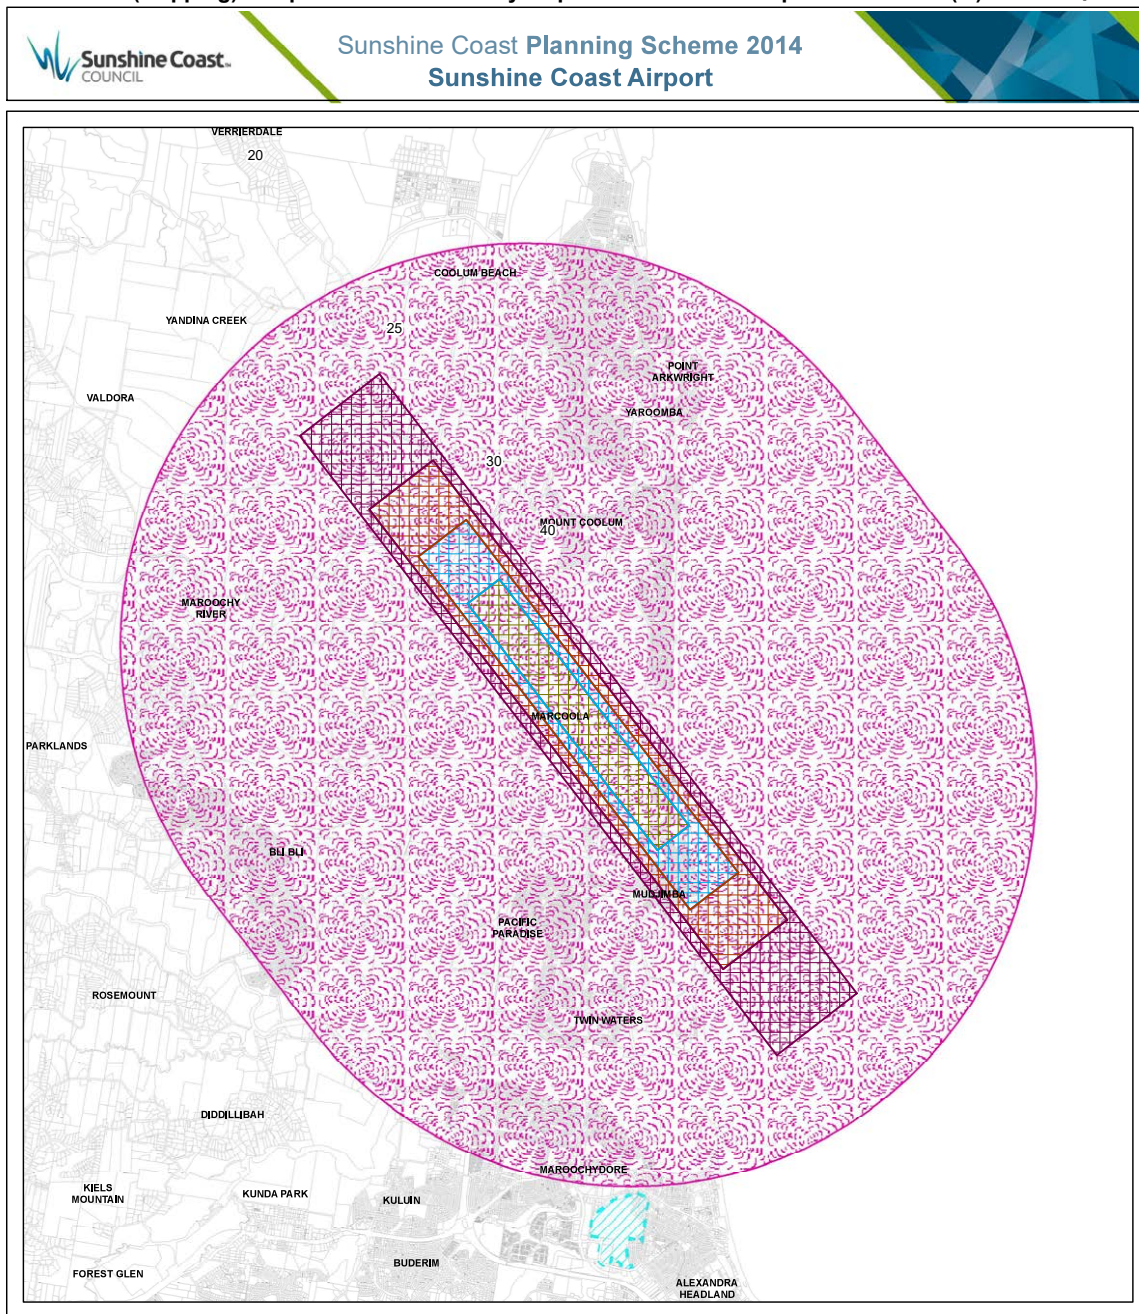 Sunshine Coast™
COUNCIL
Sunshine Coast Planning Scheme 2014
Sunshine Coast Airport
VERRIERDALE
20
COOLUM BEACH
YANDINA CREEK
25
POINT
ARKWRIGHT
VALDORA
YAROOMBA
30
MOUNT COOLUM
40
MAROOCHY
RIVER
MARCOOLA
PARKLANDS
BLI BLI
MUDJIMBA
PACIFIC
PARADISE
ROSEMOUNT
TWIN WATERS
DIDDILLIBAH
MAROOCHYDORE
KIELS
MOUNTAIN
KUNDA PARK
KULUIN
BUDERIM
FOREST GLEN
ALEXANDRA
HEADLAND